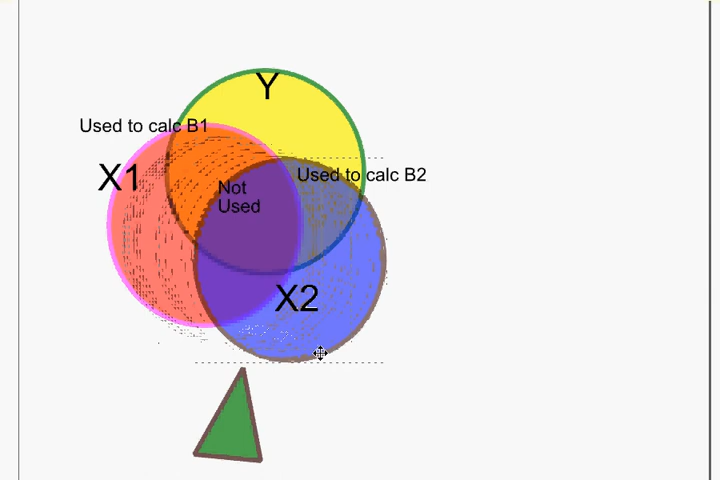 Y
Used to calc B1
X1
Used to calc B2
Not
Used
X2